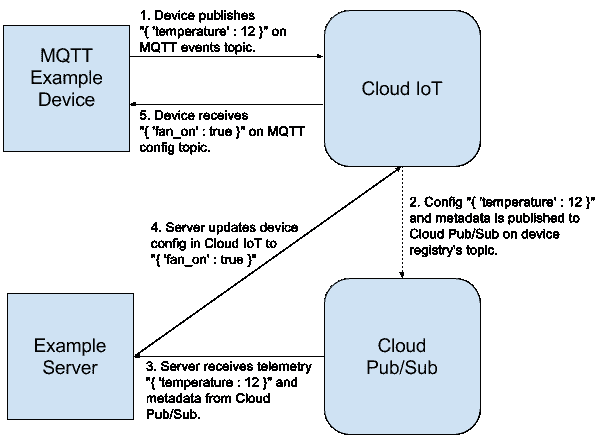 1. Device publishes
"{ 'temperature' : 12 }" on
MQTT events topic.
MQTT
Example
Device
Cloud IoT
5. Device receives
"{ 'fan_on' : true }" on MQTT
config topic.
2. Config "{ 'temperature' : 12 }"
and metadata is published to
Cloud Pub/Sub on device
registry's topic.
4. Server updates device
config in Cloud IoT to
"{ 'fan_on' : true }"
Example
Server
Cloud
Pub/Sub
3. Server receives telemetry
"{ 'temperature : 12 }" and
metadata from Cloud
Pub/Sub.